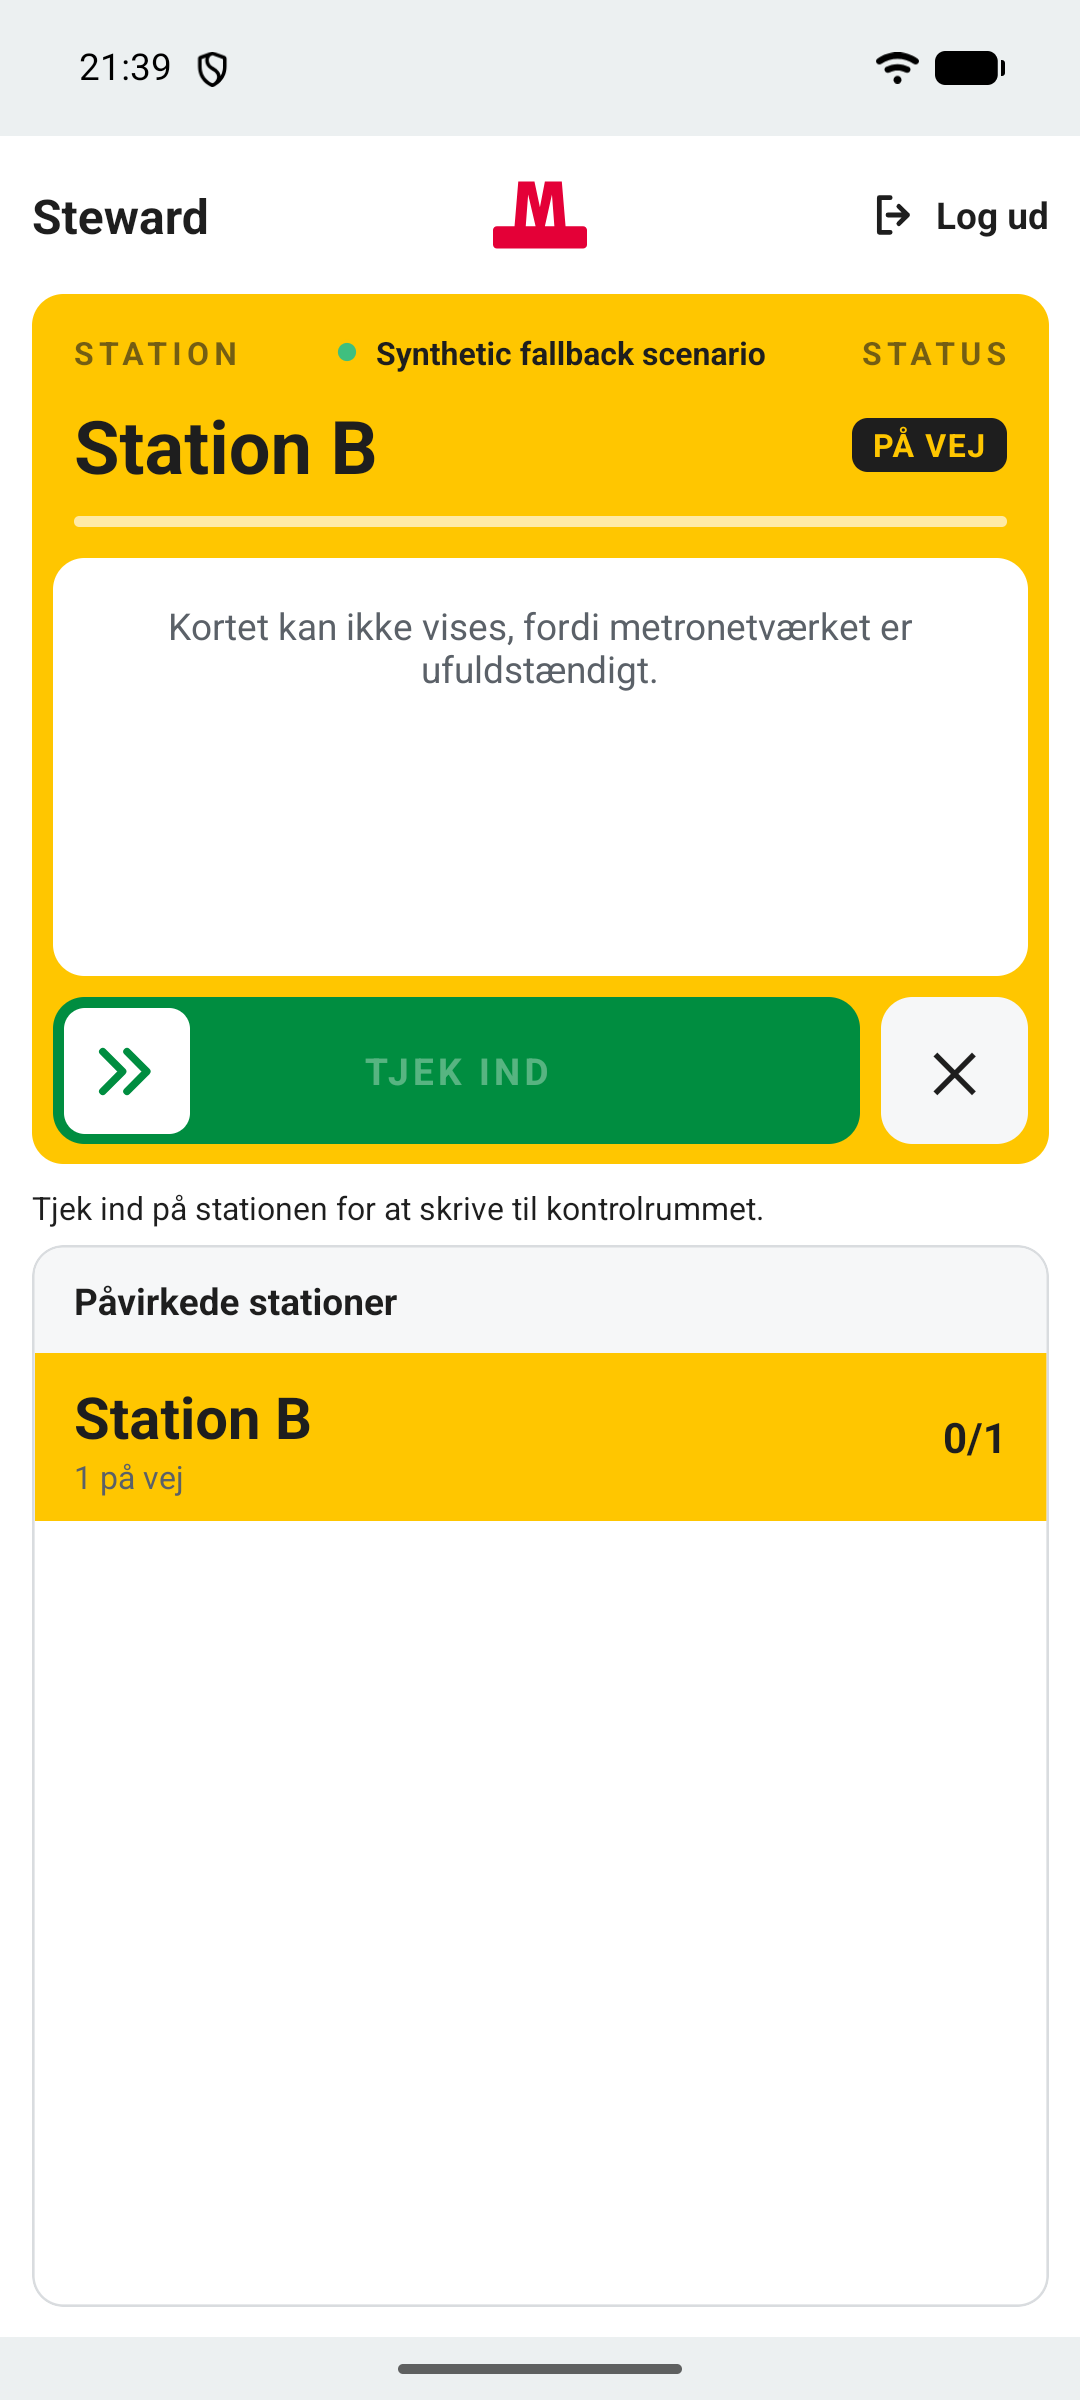 21:39
Steward
M
Log ud
STATION
Synthetic fallback scenario
STATUS
Station B
PÅ VEJ
Kortet kan ikke vises, fordi metronetværket er
ufuldstændigt.
TJEK IND
Tjek ind på stationen for at skrive til kontrolrummet.
Påvirkede stationer
Station B
0/1
1 på vej